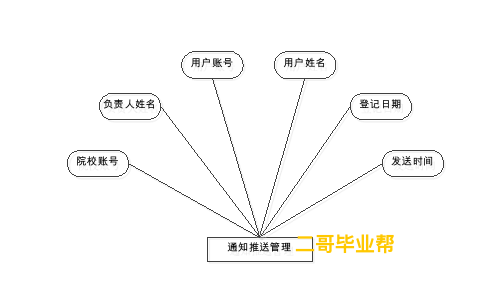 用户账号
用户姓名
负责人姓名
登记日期
院校账号
发送时间
通知推送管理
二哥毕业帮